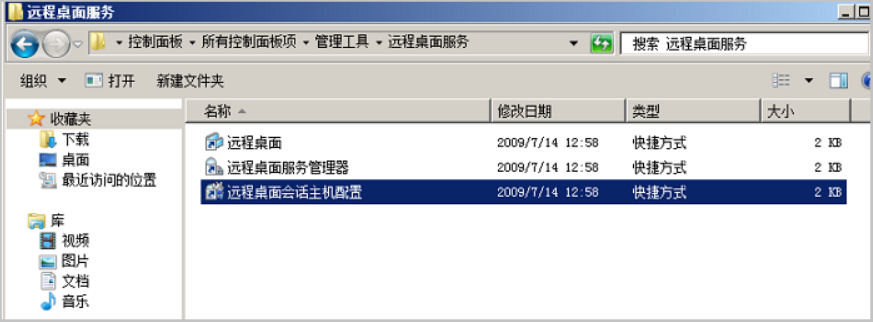 远程桌面服务
控制面板 所有控制面板项 管理工具 远程桌面服务 搜索 远程桌面服务
组织 打开 新建文件夹
收藏夹
下载
桌面
最近访问的位置
库
视频
图片
文档
音乐
名称 修改日期 类型 大小
远程桌面 2009/7/14 12:58 快捷方式 2 KB
远程桌面服务管理器 2009/7/14 12:58 快捷方式 2 KB
远程桌面会话主机配置 2009/7/14 12:58 快捷方式 2 KB